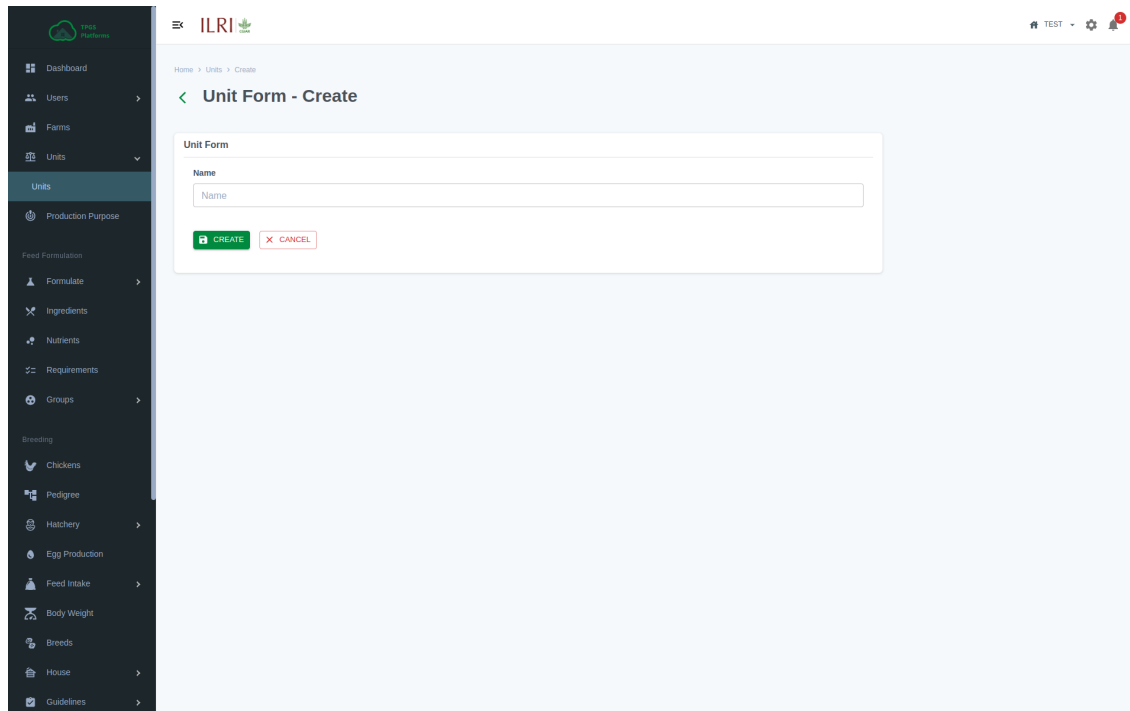 TPGS
Platforms
Dashboard
Users
Farms
Units
Units
Production Purpose
Feed Formulation
Formulate
Ingredients
Nutrients
Requirements
Groups
Breeding
Chickens
Pedigree
Hatchery
Egg Production
Feed Intake
Body Weight
Breeds
House
Guidelines
ILRI
CGIAR
TEST
1
Home > Units > Create
Unit Form - Create
Unit Form
Name
Name
CREATE
CANCEL